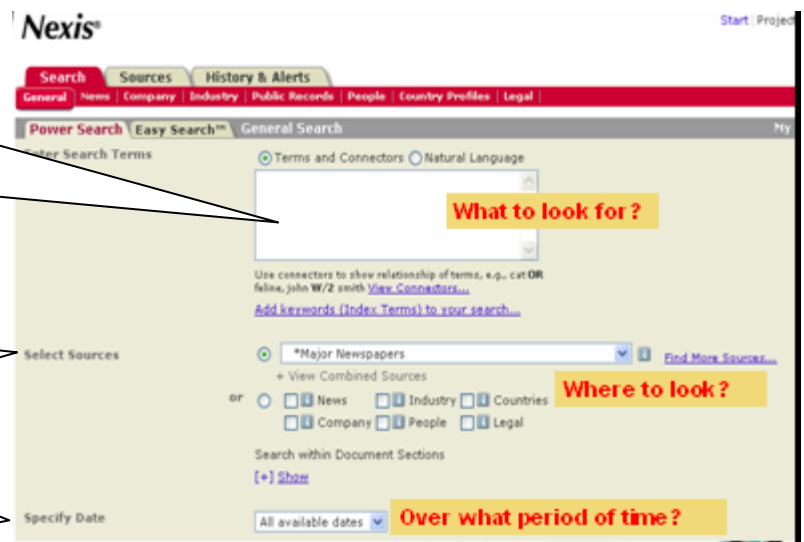 Nexis®
Start | Project
Search Sources History & Alerts
General | News | Company | Industry | Public Records | People | Country Profiles | Legal |
Power Search Easy Search™ General Search My
Enter Search Terms
Terms and Connectors Natural Language
What to look for?
Use connectors to show relationship of terms, e.g., cat OR
feline, john W/2 smith View Connectors...
Add keywords (Index Terms) to your search...
Select Sources
*Major Newspapers
Find More Sources...
+ View Combined Sources
Where to look?
or
News Industry Countries
Company People Legal
Search within Document Sections
[+] Show
Specify Date
All available dates
Over what period of time?